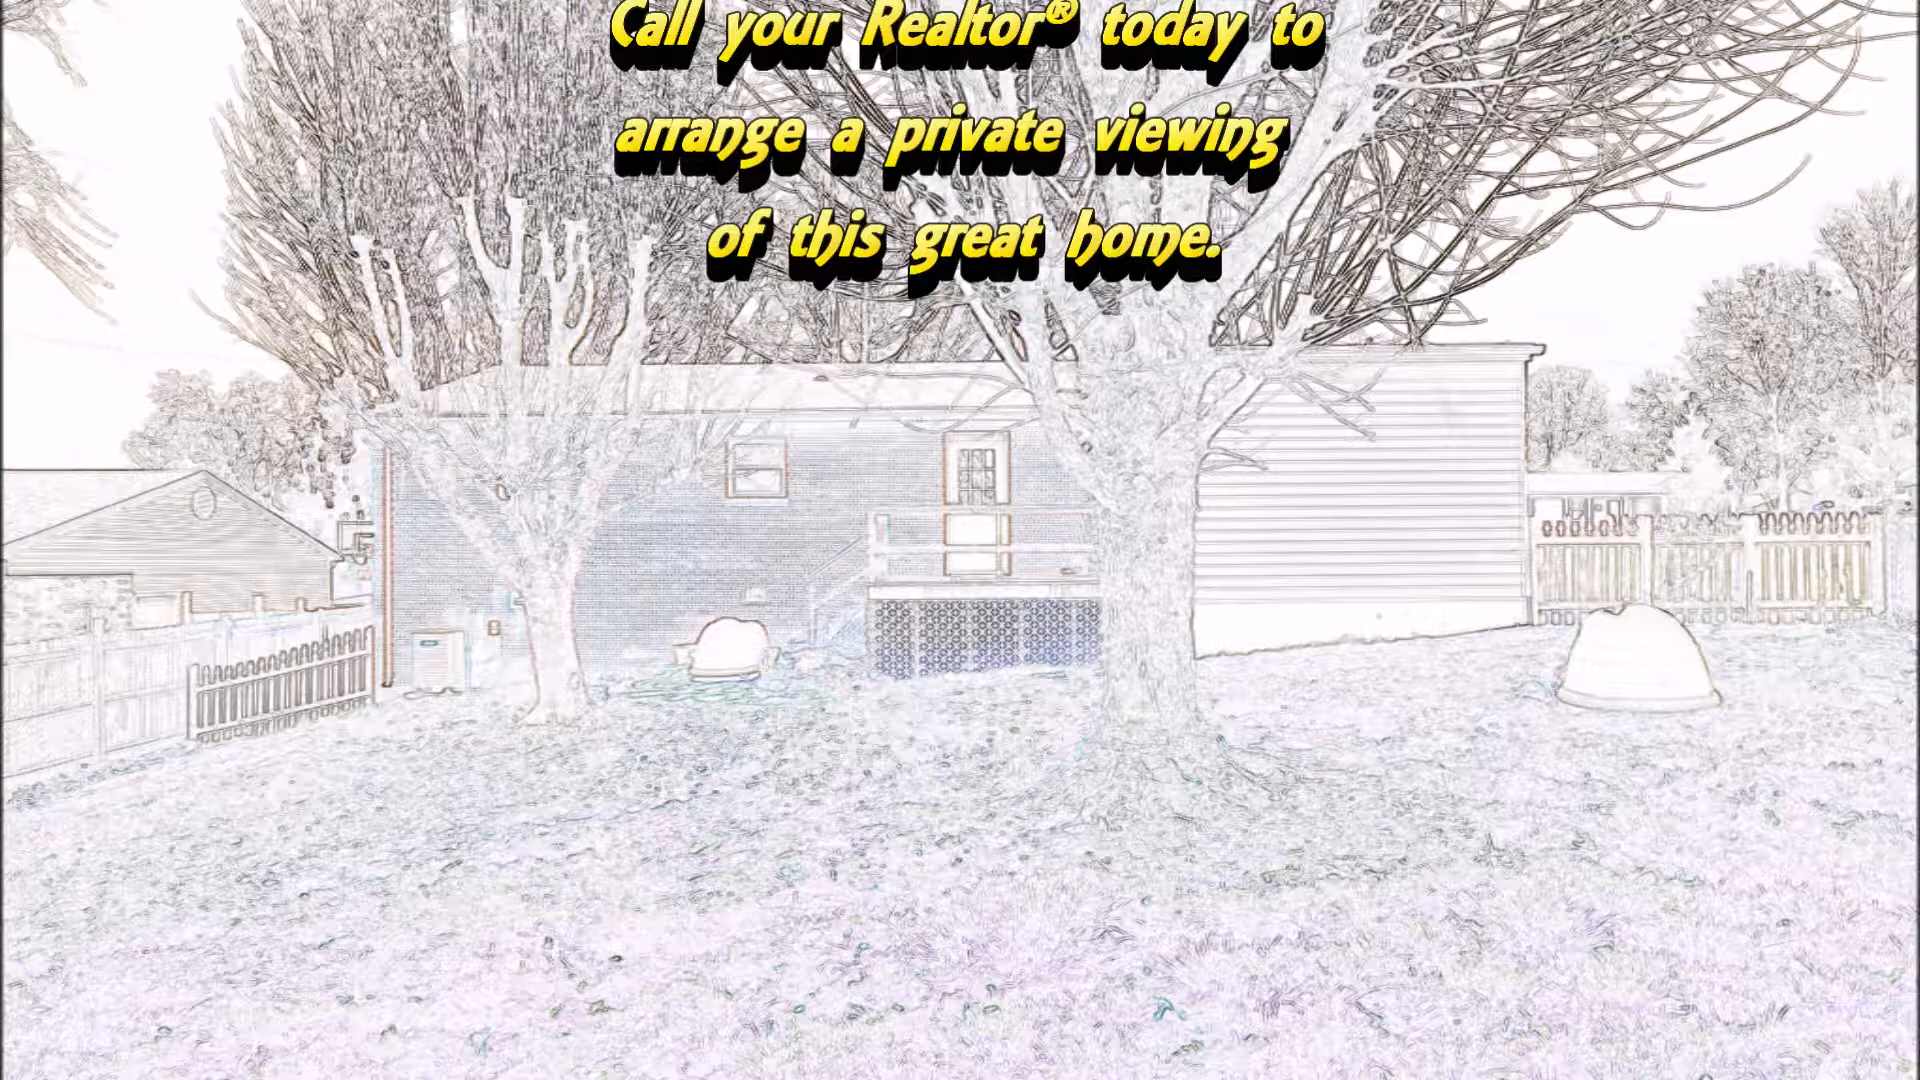 Call your Realtor® today to
arrange a private viewing
of this great home.